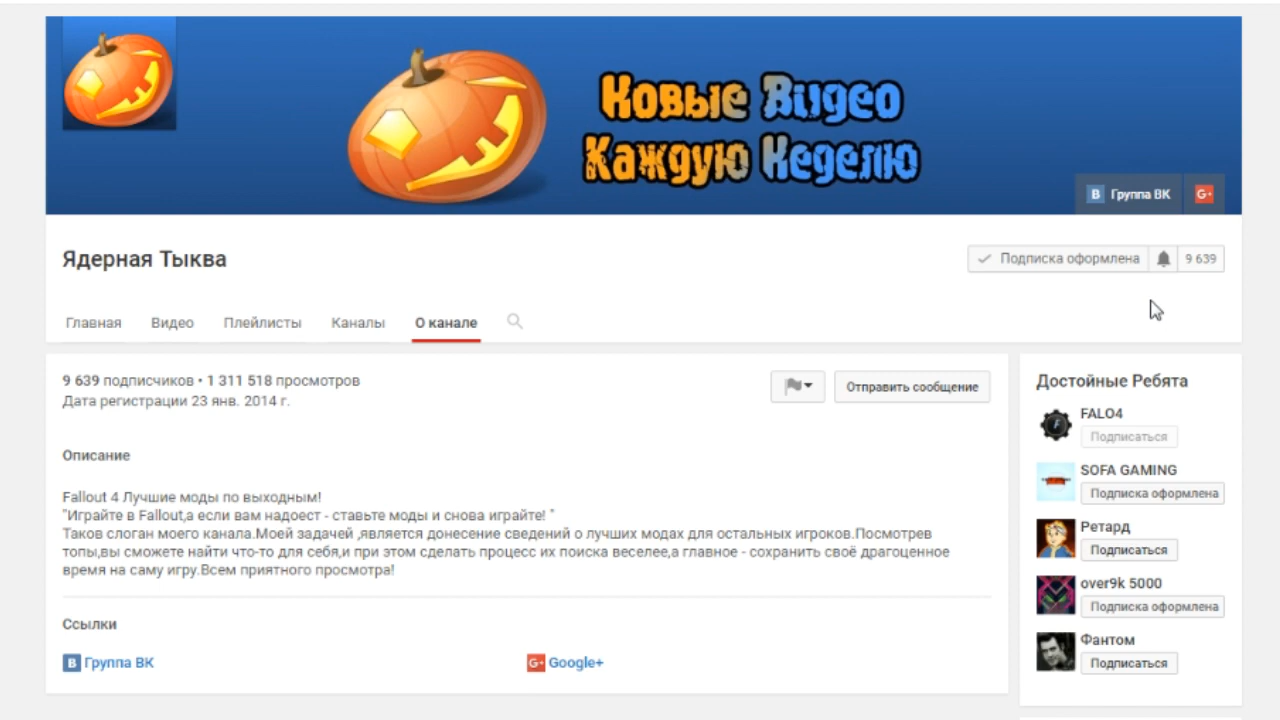 Новые Видео
Каждую Неделю
Группа ВК
Ядерная Тыква
Подписка оформлена 9 639
Главная Видео Плейлисты Каналы О канале
9 639 подписчиков • 1 311 518 просмотров
Дата регистрации 23 янв. 2014 г.
Отправить сообщение
Описание
Fallout 4 Лучшие моды по выходным!
"Играйте в Fallout,а если вам надоест - ставьте моды и снова играйте! "
Таков слоган моего канала.Моей задачей ,является донесение сведений о лучших модах для остальных игроков.Посмотрев
топы,вы сможете найти что-то для себя,и при этом сделать процесс их поиска веселее,а главное - сохранить своё драгоценное
время на саму игру.Всем приятного просмотра!
Ссылки
B Группа ВК
G+ Google+
Достойные Ребята
FALO4
Подписаться
SOFA GAMING
Подписка оформлена
Ретард
Подписаться
over9k 5000
Подписка оформлена
Фантом
Подписаться